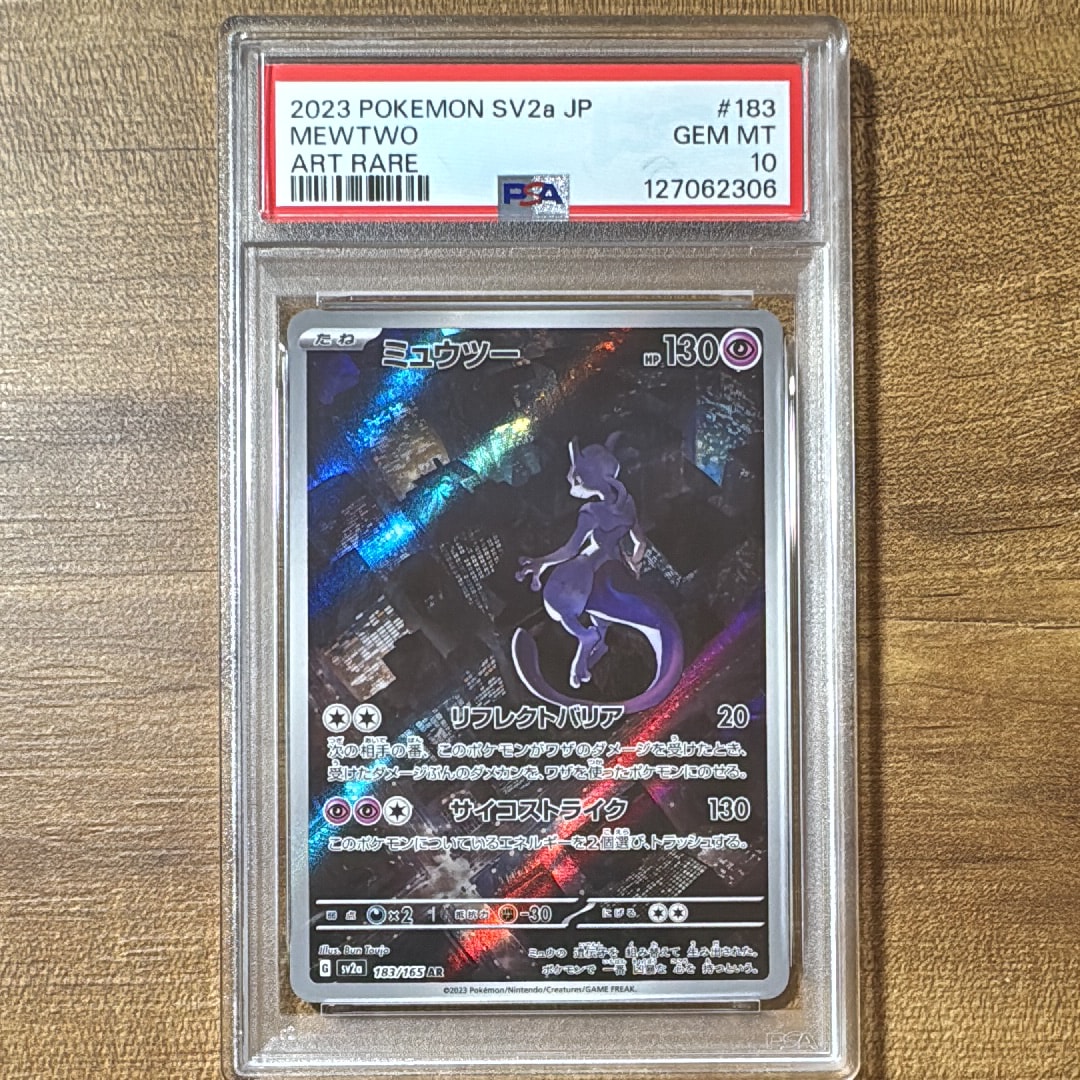 2023 POKEMON SV2a JP #183
MEWTWO GEM MT
ART RARE 10
PSA 127062306
たね ミュウツー HP 130
リフレクトバリア 20
次の相手の番、このポケモンがワザのダメージを受けたとき、
受けたダメージぶんのダメカンを、ワザを使ったポケモンにのせる。
サイコストライク 130
このポケモンについているエネルギーを2個選び、トラッシュする。
弱点 ×2 抵抗力 -30 にげる
Illus. Bun Toujo
ミュウの 遺伝子を 組み替えて 生み出された。
ポケモンで 一番 凶暴な 心を 持つという。
G sv2a 183/165 AR
©2023 Pokémon/Nintendo/Creatures/GAME FREAK.
PSA